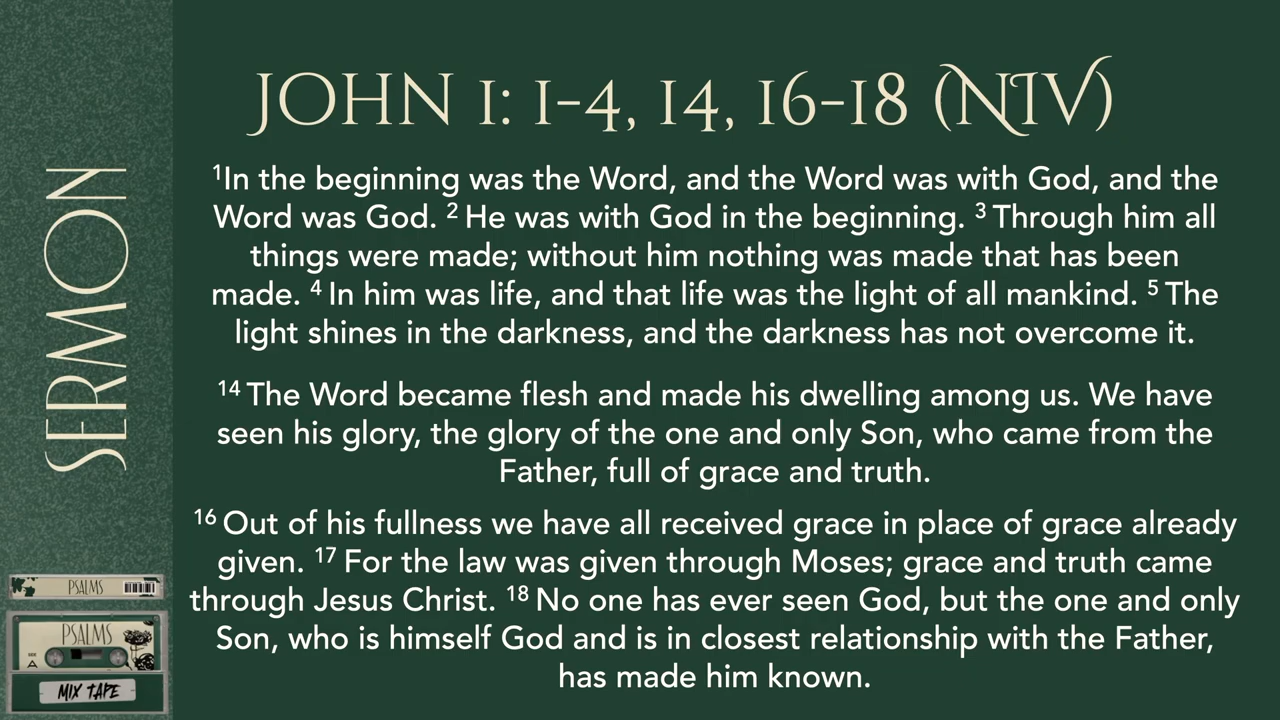 SERMON
JOHN 1: 1-4, 14, 16-18 (NIV)
¹In the beginning was the Word, and the Word was with God, and the
Word was God. ² He was with God in the beginning. ³ Through him all
things were made; without him nothing was made that has been
made. ⁴ In him was life, and that life was the light of all mankind. ⁵ The
light shines in the darkness, and the darkness has not overcome it.
¹⁴ The Word became flesh and made his dwelling among us. We have
seen his glory, the glory of the one and only Son, who came from the
Father, full of grace and truth.
¹⁶ Out of his fullness we have all received grace in place of grace already
given. ¹⁷ For the law was given through Moses; grace and truth came
through Jesus Christ. ¹⁸ No one has ever seen God, but the one and only
Son, who is himself God and is in closest relationship with the Father,
has made him known.
PSALMS
PSALMS
SIDE
A
MIX TAPE